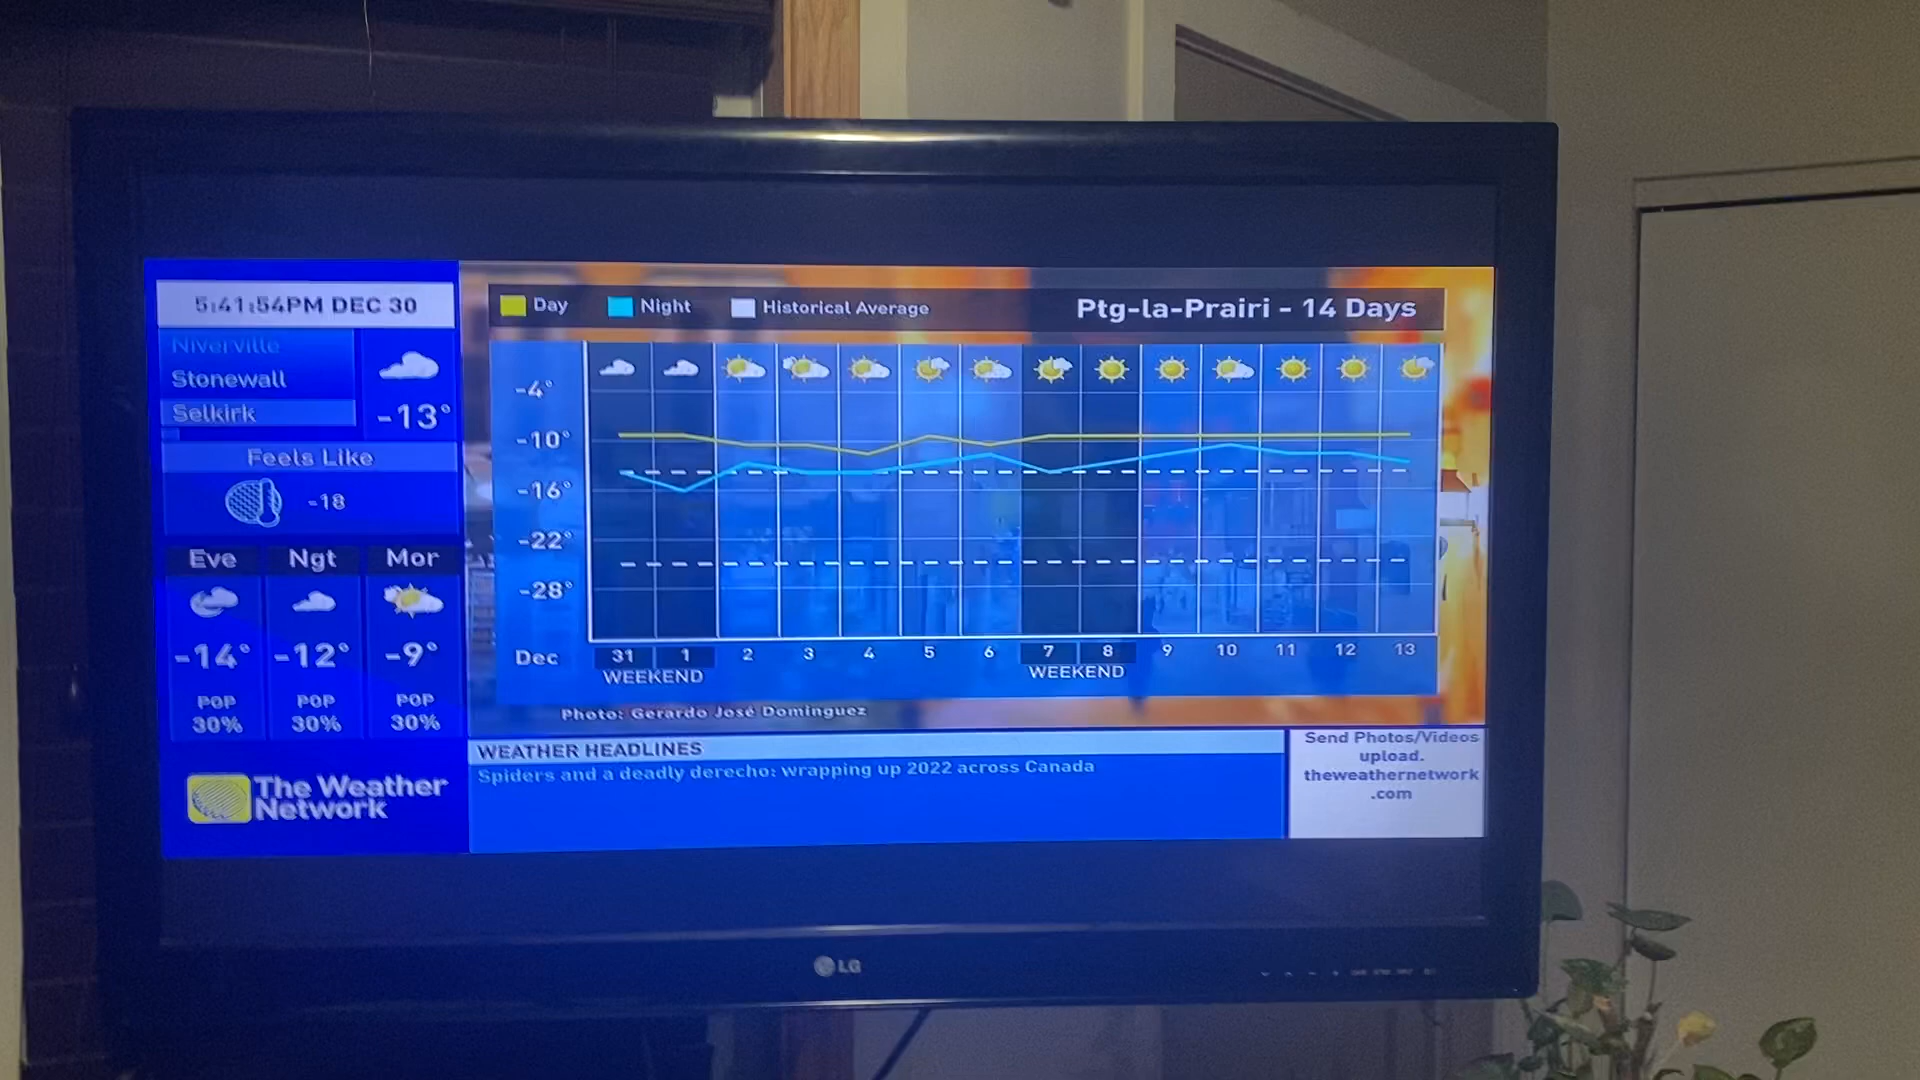 5:41:54PM DEC 30
Niverville
Stonewall
Selkirk
-13°
Feels Like
-18
Eve Ngt Mor
-14° -12° -9°
POP POP POP
30% 30% 30%
The Weather
Network
Day Night Historical Average
Ptg-la-Prairi - 14 Days
-4°
-10°
-16°
-22°
-28°
Dec 31 1 2 3 4 5 6 7 8 9 10 11 12 13
WEEKEND WEEKEND
Photo: Gerardo José Domínguez
WEATHER HEADLINES
Spiders and a deadly derecho: wrapping up 2022 across Canada
Send Photos/Videos
upload.
theweathernetwork
.com
LG